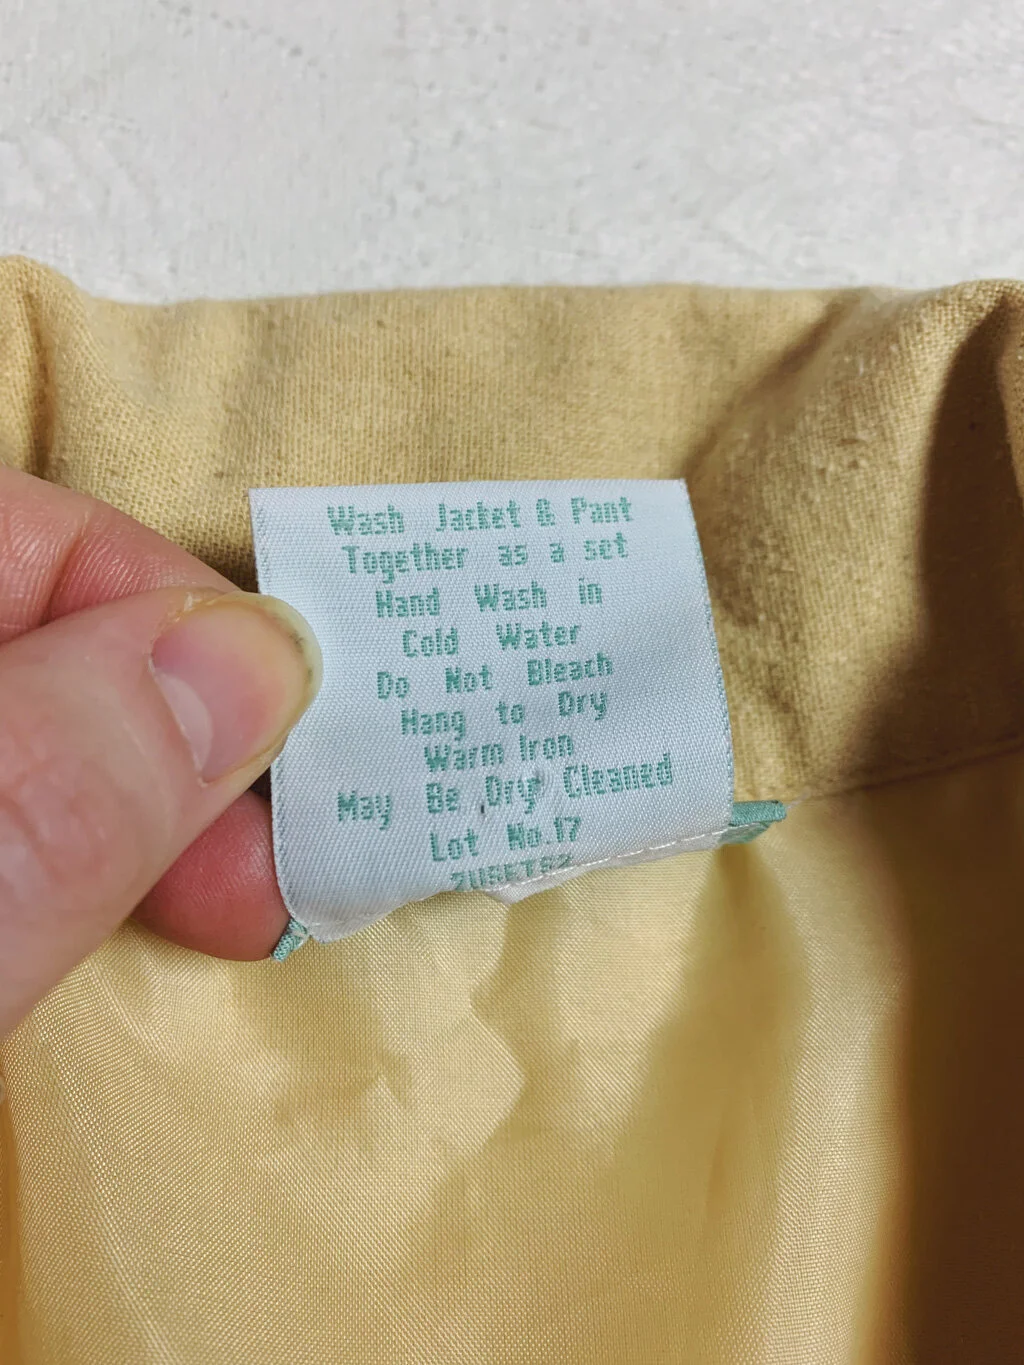 Wash Jacket & Pant
Together as a set
Hand Wash in
Cold Water
Do Not Bleach
Hang to Dry
Warm Iron
May Be Dry Cleaned
Lot No.17